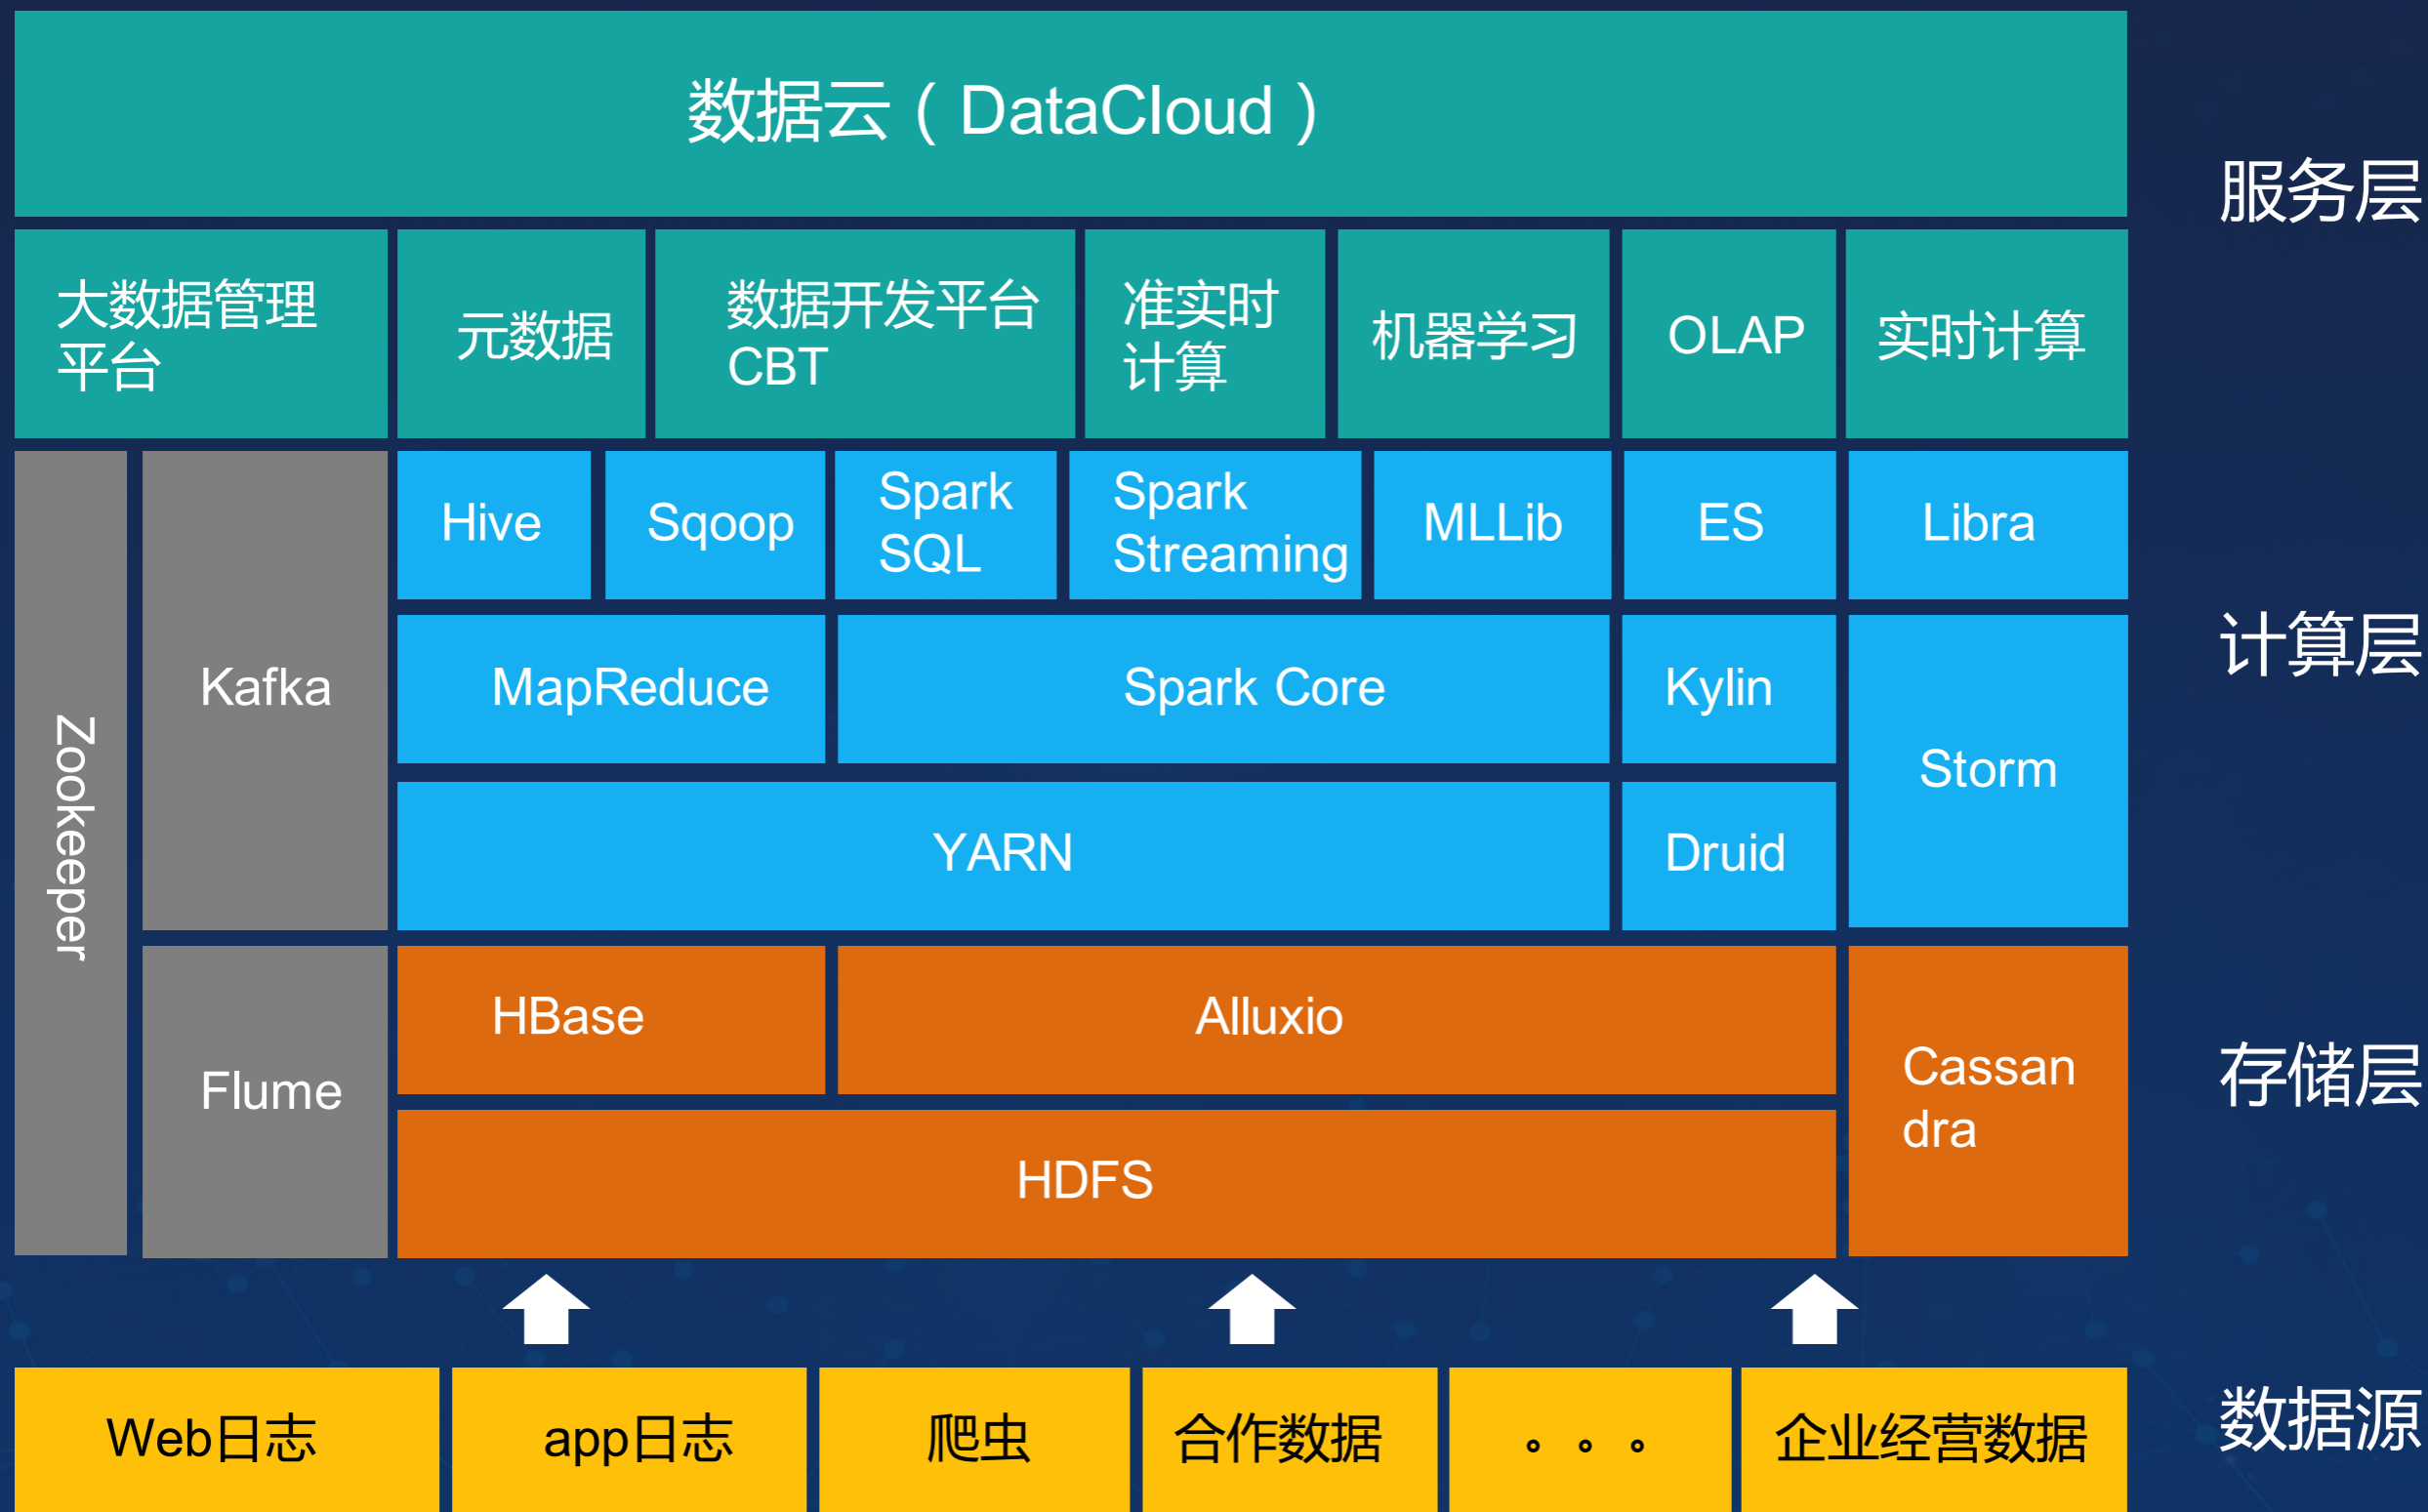 数据云（DataCloud）
服务层
大数据管理
平台
元数据
数据开发平台
CBT
准实时
计算
机器学习
OLAP
实时计算
Zookeeper
Kafka
Hive
Sqoop
Spark
SQL
Spark
Streaming
MLLib
ES
Libra
计算层
MapReduce
Spark Core
Kylin
Storm
YARN
Druid
Flume
HBase
Alluxio
Cassan
dra
存储层
HDFS
Web日志
app日志
爬虫
合作数据
。。。
企业经营数据
数据源